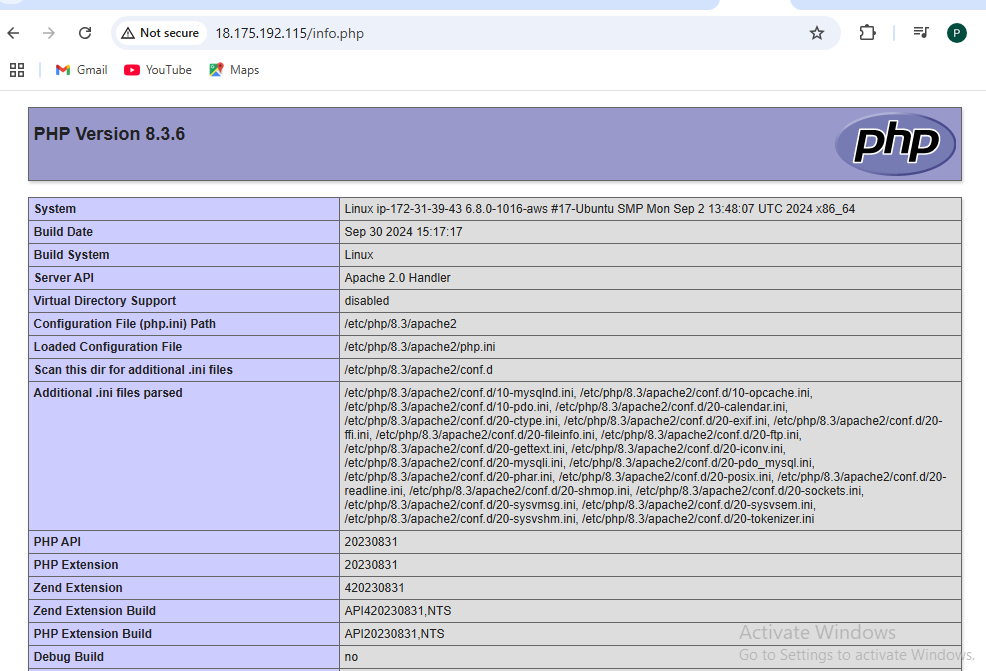 Not secure 18.175.192.115/info.php P
Gmail YouTube Maps
PHP Version 8.3.6
php
System Linux ip-172-31-39-43 6.8.0-1016-aws #17-Ubuntu SMP Mon Sep 2 13:48:07 UTC 2024 x86_64
Build Date Sep 30 2024 15:17:17
Build System Linux
Server API Apache 2.0 Handler
Virtual Directory Support disabled
Configuration File (php.ini) Path /etc/php/8.3/apache2
Loaded Configuration File /etc/php/8.3/apache2/php.ini
Scan this dir for additional .ini files /etc/php/8.3/apache2/conf.d
Additional .ini files parsed /etc/php/8.3/apache2/conf.d/10-mysqlnd.ini, /etc/php/8.3/apache2/conf.d/10-opcache.ini,
/etc/php/8.3/apache2/conf.d/10-pdo.ini, /etc/php/8.3/apache2/conf.d/20-calendar.ini,
/etc/php/8.3/apache2/conf.d/20-ctype.ini, /etc/php/8.3/apache2/conf.d/20-exif.ini, /etc/php/8.3/apache2/conf.d/20-
ffi.ini, /etc/php/8.3/apache2/conf.d/20-fileinfo.ini, /etc/php/8.3/apache2/conf.d/20-ftp.ini,
/etc/php/8.3/apache2/conf.d/20-gettext.ini, /etc/php/8.3/apache2/conf.d/20-iconv.ini,
/etc/php/8.3/apache2/conf.d/20-mysqli.ini, /etc/php/8.3/apache2/conf.d/20-pdo_mysql.ini,
/etc/php/8.3/apache2/conf.d/20-phar.ini, /etc/php/8.3/apache2/conf.d/20-posix.ini, /etc/php/8.3/apache2/conf.d/20-
readline.ini, /etc/php/8.3/apache2/conf.d/20-shmop.ini, /etc/php/8.3/apache2/conf.d/20-sockets.ini,
/etc/php/8.3/apache2/conf.d/20-sysvmsg.ini, /etc/php/8.3/apache2/conf.d/20-sysvsem.ini,
/etc/php/8.3/apache2/conf.d/20-sysvshm.ini, /etc/php/8.3/apache2/conf.d/20-tokenizer.ini
PHP API 20230831
PHP Extension 20230831
Zend Extension 420230831
Zend Extension Build API420230831,NTS
PHP Extension Build API20230831,NTS
Debug Build no
Activate Windows
Go to Settings to activate Windows.